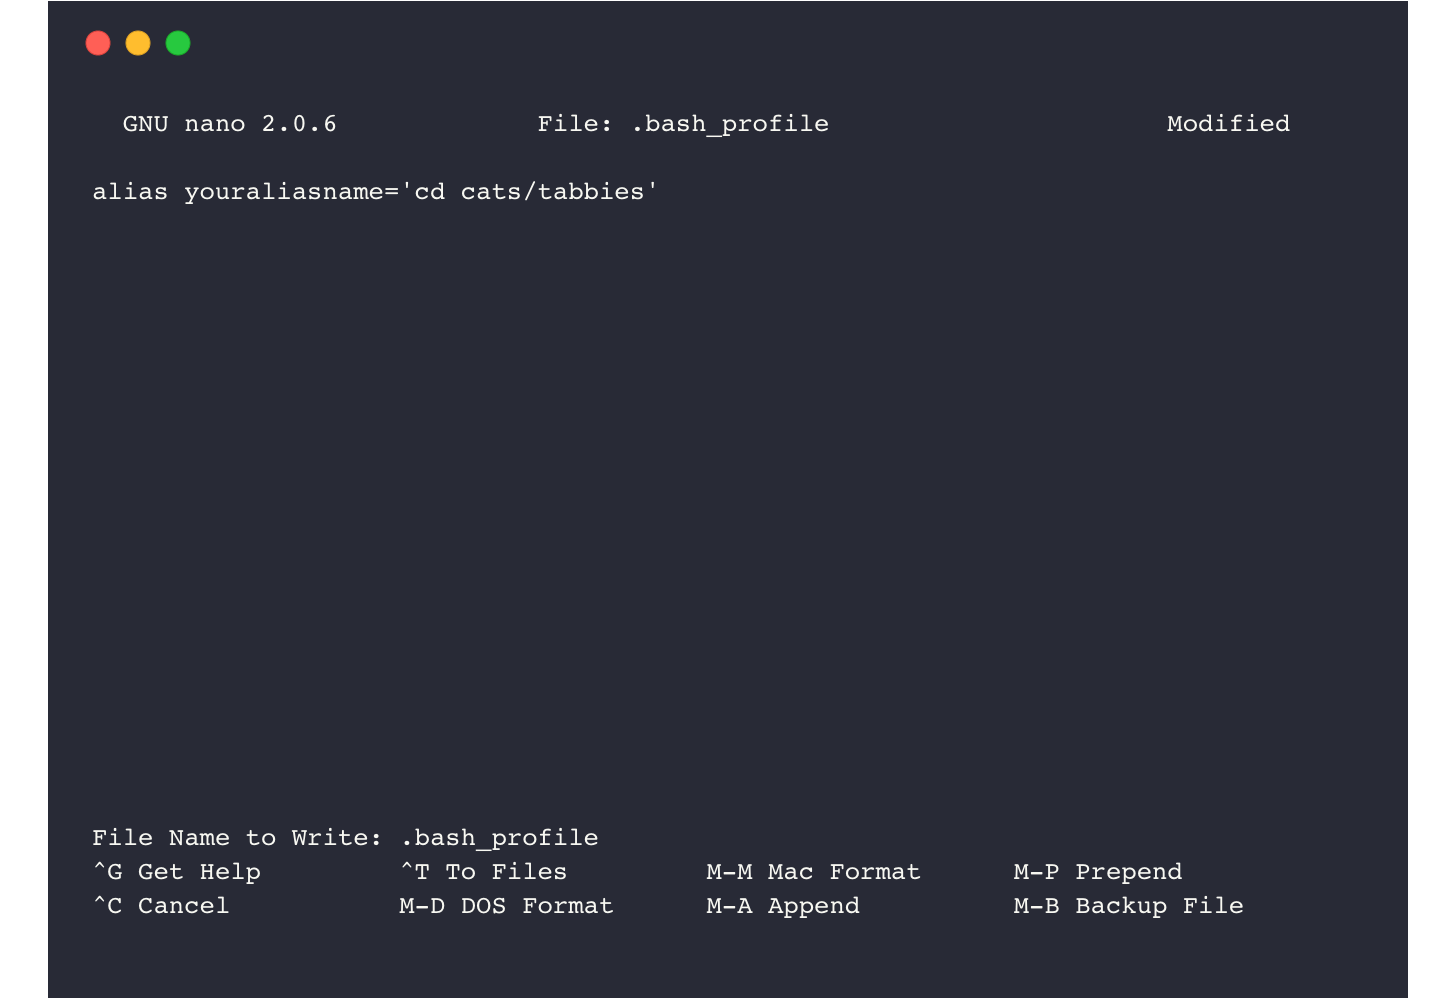 GNU nano 2.0.6 File: .bash_profile Modified
alias youraliasname='cd cats/tabbies'
File Name to Write: .bash_profile
^G Get Help ^T To Files M-M Mac Format M-P Prepend
^C Cancel M-D DOS Format M-A Append M-B Backup File